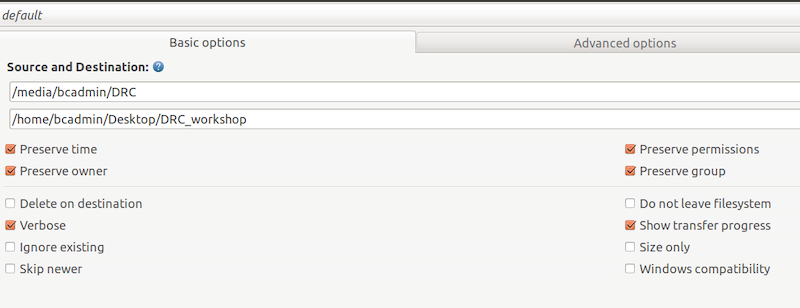 default
Basic options Advanced options
Source and Destination:
/media/bcadmin/DRC
/home/bcadmin/Desktop/DRC_workshop
Preserve time Preserve permissions
Preserve owner Preserve group
Delete on destination Do not leave filesystem
Verbose Show transfer progress
Ignore existing Size only
Skip newer Windows compatibility